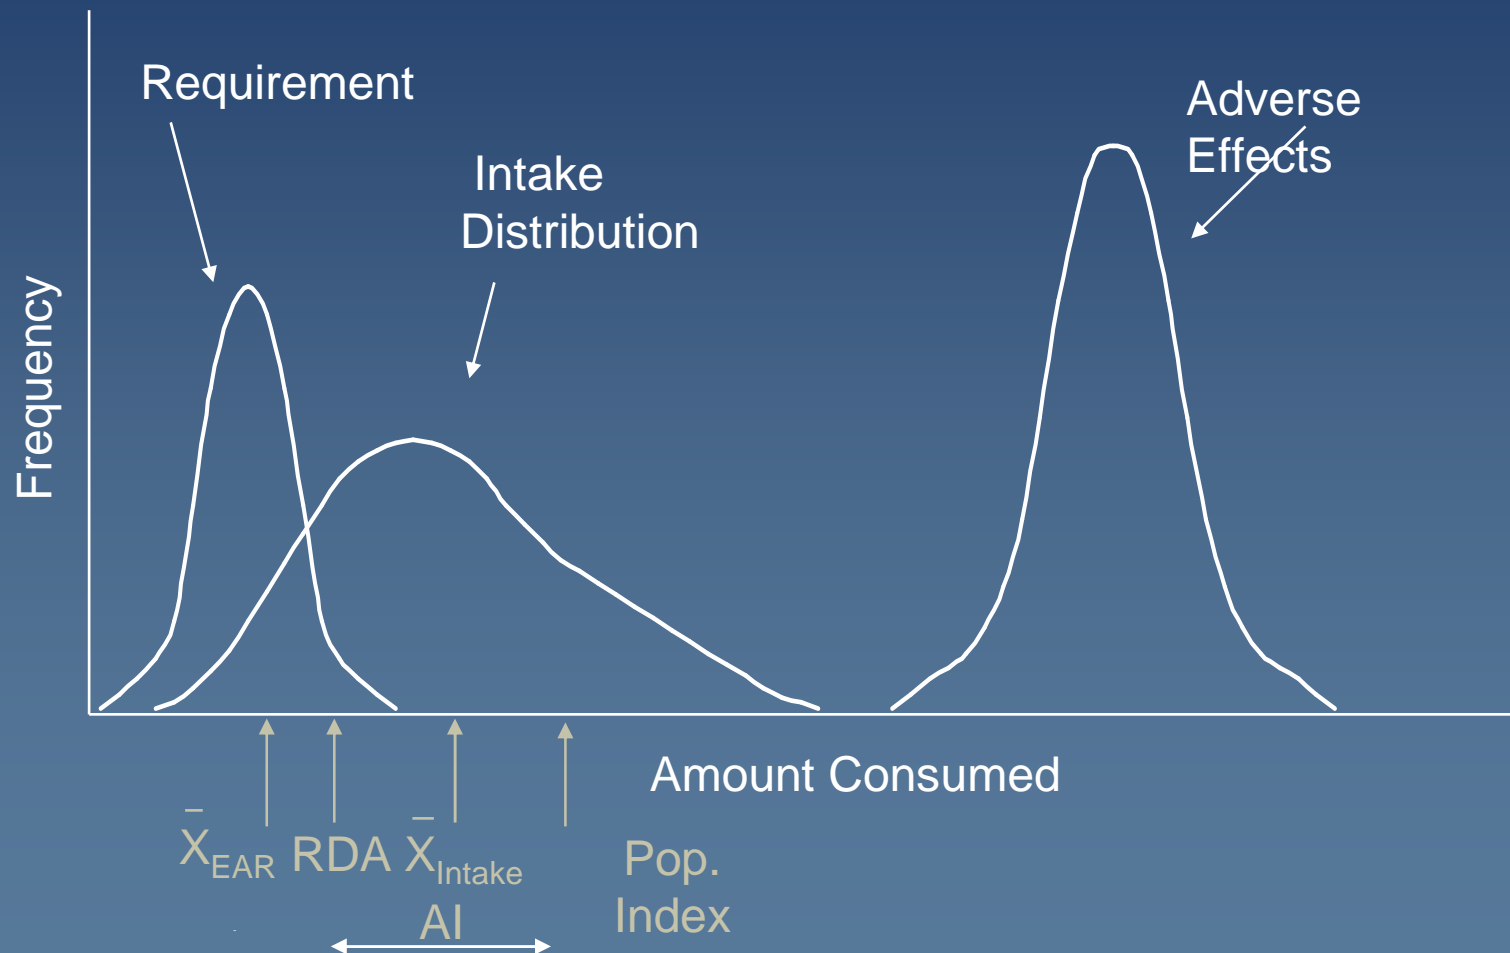 Requirement
Adverse
Effects
Intake
Distribution
Frequency
Amount Consumed
X̄EAR RDA X̄Intake
Pop.
Index
AI